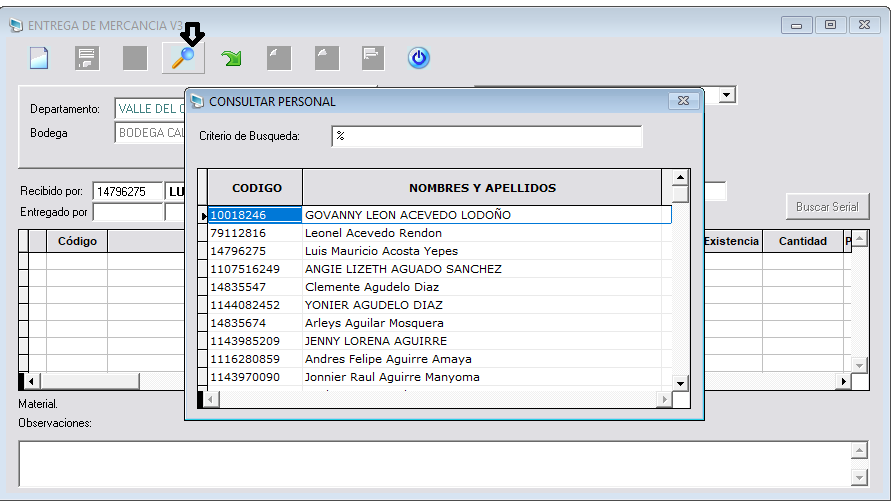 ENTREGA DE MERCANCIA V3
CONSULTAR PERSONAL
Departamento: VALLE DEL
Bodega BODEGA CAL
Criterio de Busqueda: %
Recibido por: 14796275 LU
Entregado por
Buscar Serial
Código Existencia Cantidad P
CODIGO NOMBRES Y APELLIDOS
10018246 GOVANNY LEON ACEVEDO LODOÑO
79112816 Leonel Acevedo Rendon
14796275 Luis Mauricio Acosta Yepes
1107516249 ANGIE LIZETH AGUADO SANCHEZ
14835547 Clemente Agudelo Diaz
1144082452 YONIER AGUDELO DIAZ
14835674 Arleys Aguilar Mosquera
1143985209 JENNY LORENA AGUIRRE
1116280859 Andres Felipe Aguirre Amaya
1143970090 Jonnier Raul Aguirre Manyoma
Material.
Observaciones: